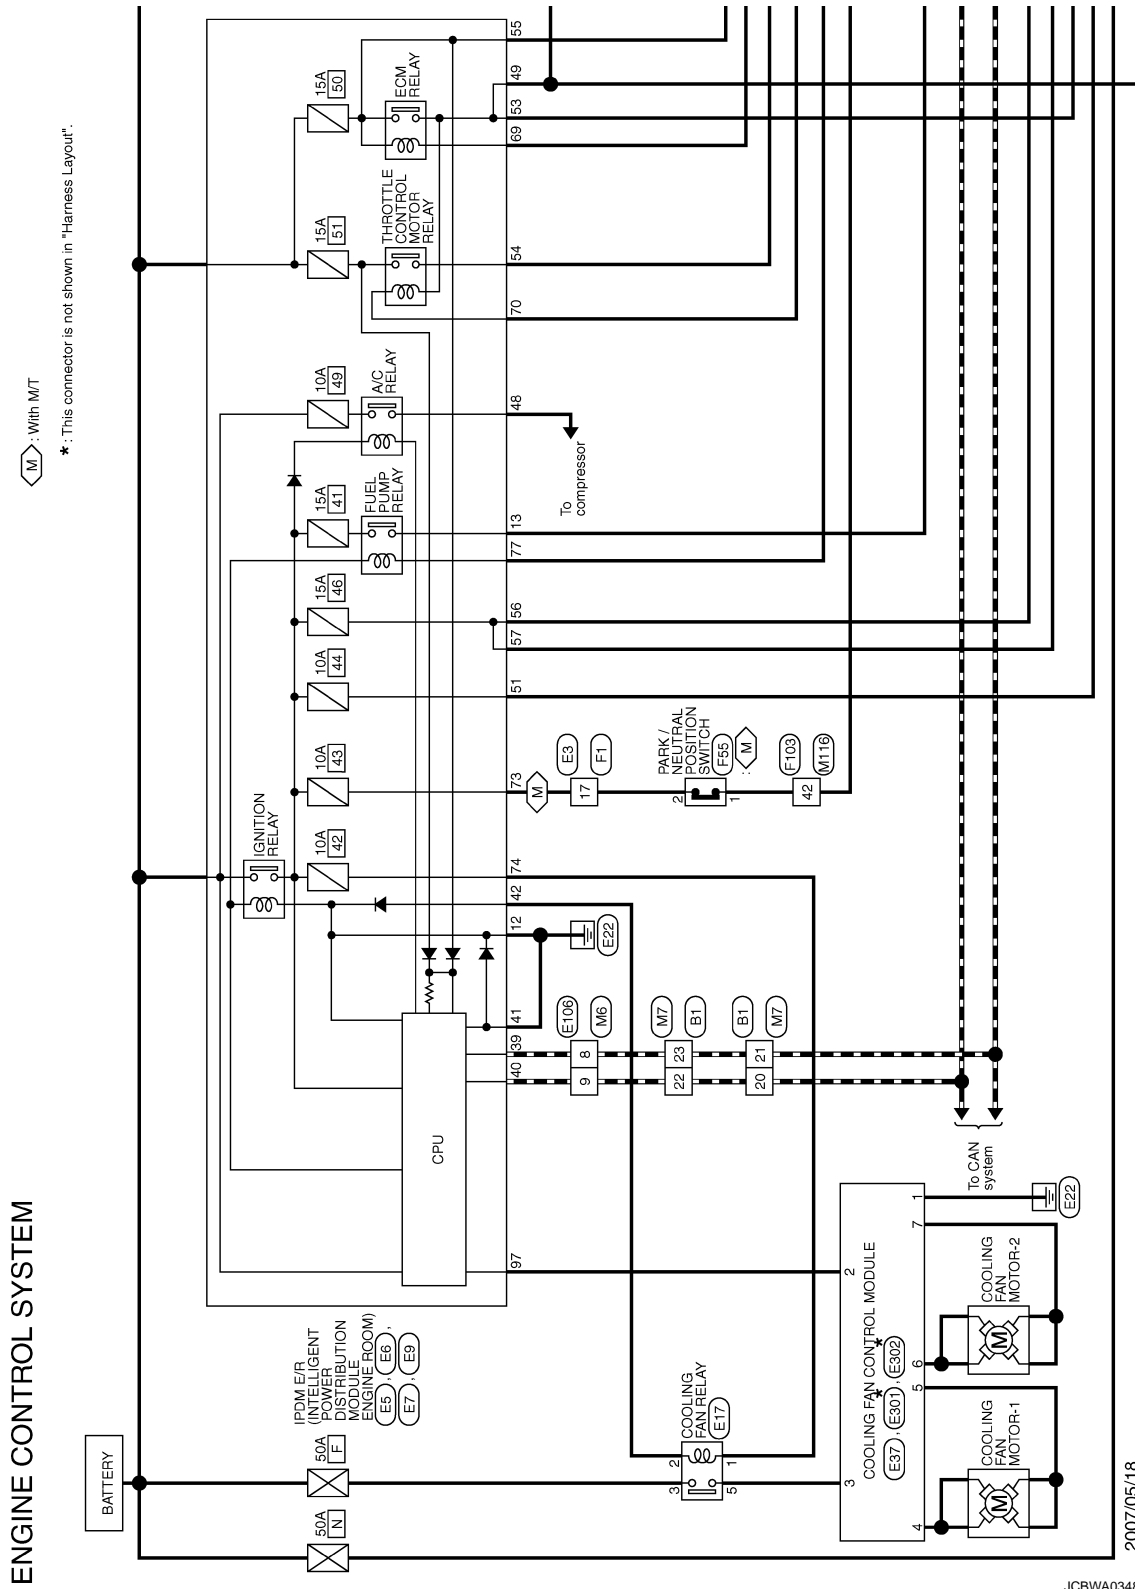 ENGINE CONTROL SYSTEM
M : With M/T
* : This connector is not shown in "Harness Layout".
BATTERY
50A
N
50A
F
IPDM E/R
(INTELLIGENT
POWER
DISTRIBUTION
MODULE
ENGINE ROOM)
E5 , E6 ,
E7 , E9
CPU
IGNITION
RELAY
10A
42
10A
43
10A
44
15A
46
15A
41
FUEL
PUMP
RELAY
10A
49
A/C
RELAY
15A
51
THROTTLE
CONTROL
MOTOR
RELAY
15A
50
ECM
RELAY
97
40
39
41
12
42
74
73
51
57
56
77
13
48
70
54
69
53
49
55
To
compressor
E22
M
17
E3
F1
PARK /
NEUTRAL
POSITION
SWITCH
F55
: M
2
1
42
F103
M116
9
8
E106
M6
22
23
M7
B1
20
21
B1
M7
To CAN
system
COOLING
FAN RELAY
E17
3
2
5
1
COOLING FAN CONTROL MODULE
E37 , E301* , E302*
3
2
4
5
6
7
1
E22
COOLING
FAN
MOTOR-1
M
COOLING
FAN
MOTOR-2
M
2007/05/18
JCBWA034